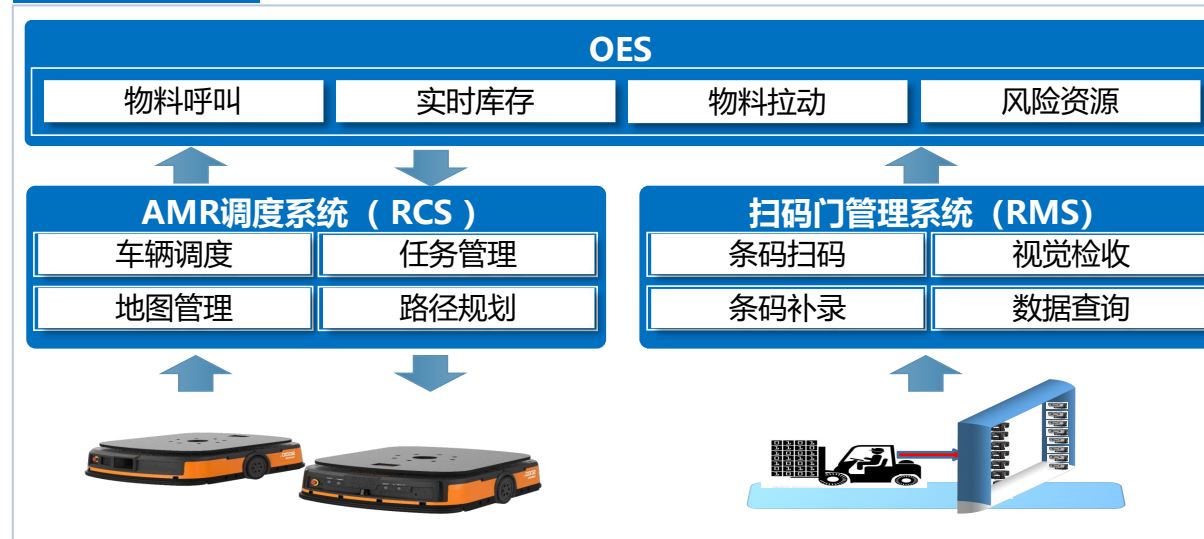 OES
物料呼叫 实时库存 物料拉动 风险资源
AMR调度系统（ RCS ）
车辆调度 任务管理
地图管理 路径规划
扫码门管理系统（RMS）
条码扫码 视觉检收
条码补录 数据查询